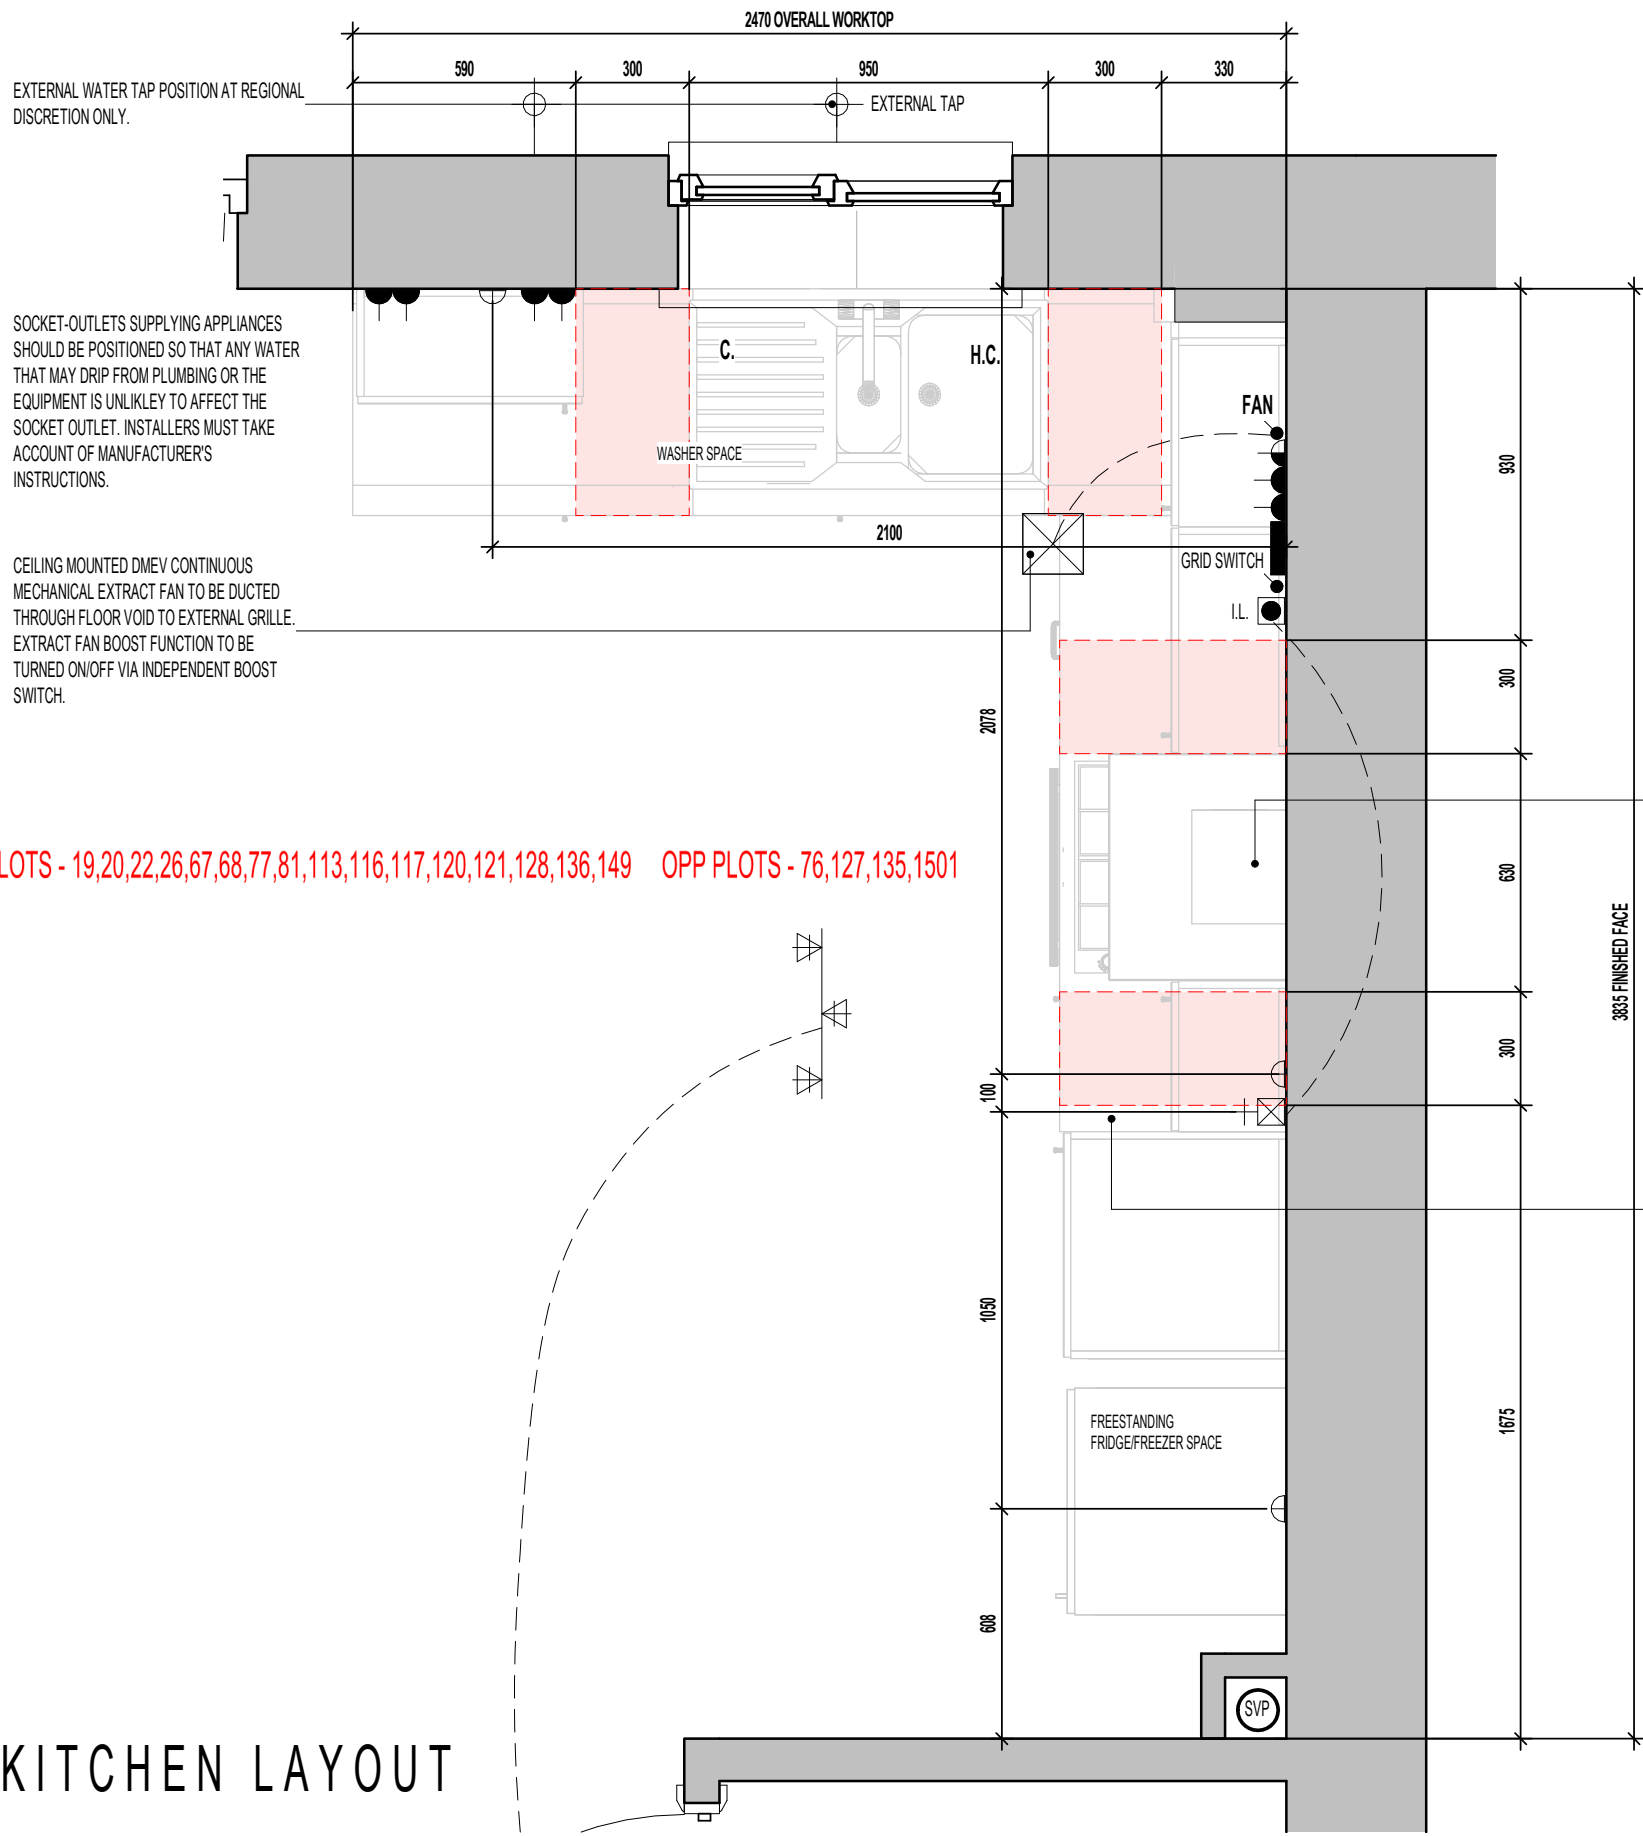 2470 OVERALL WORKTOP
590
300
950
300
330
EXTERNAL WATER TAP POSITION AT REGIONAL
DISCRETION ONLY.
EXTERNAL TAP
SOCKET-OUTLETS SUPPLYING APPLIANCES
SHOULD BE POSITIONED SO THAT ANY WATER
THAT MAY DRIP FROM PLUMBING OR THE
EQUIPMENT IS UNLIKLEY TO AFFECT THE
SOCKET OUTLET. INSTALLERS MUST TAKE
ACCOUNT OF MANUFACTURER'S
INSTRUCTIONS.
C.
H.C.
FAN
WASHER SPACE
930
2100
GRID SWITCH
I.L.
CEILING MOUNTED DMEV CONTINUOUS
MECHANICAL EXTRACT FAN TO BE DUCTED
THROUGH FLOOR VOID TO EXTERNAL GRILLE.
EXTRACT FAN BOOST FUNCTION TO BE
TURNED ON/OFF VIA INDEPENDENT BOOST
SWITCH.
300
2078
LOTS - 19,20,22,26,67,68,77,81,113,116,117,120,121,128,136,149 OPP PLOTS - 76,127,135,1501
630
3835 FINISHED FACE
300
100
1050
FREESTANDING
FRIDGE/FREEZER SPACE
1675
608
SVP
KITCHEN LAYOUT